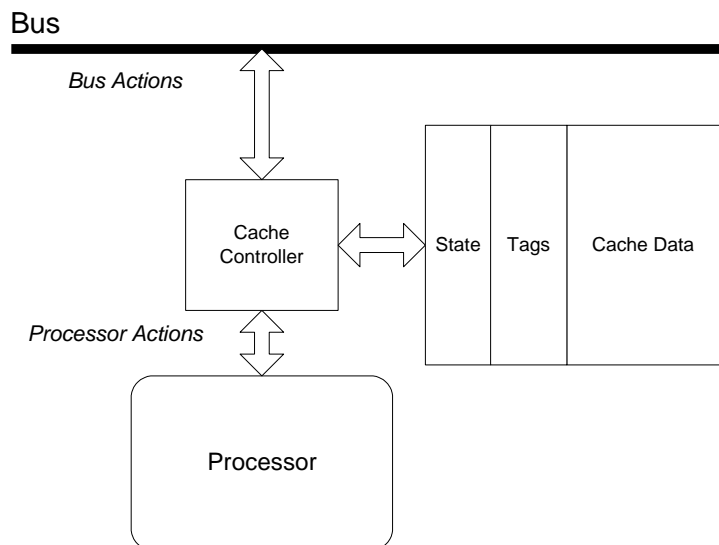 Bus
Bus Actions
Cache
Controller
State
Tags
Cache Data
Processor Actions
Processor